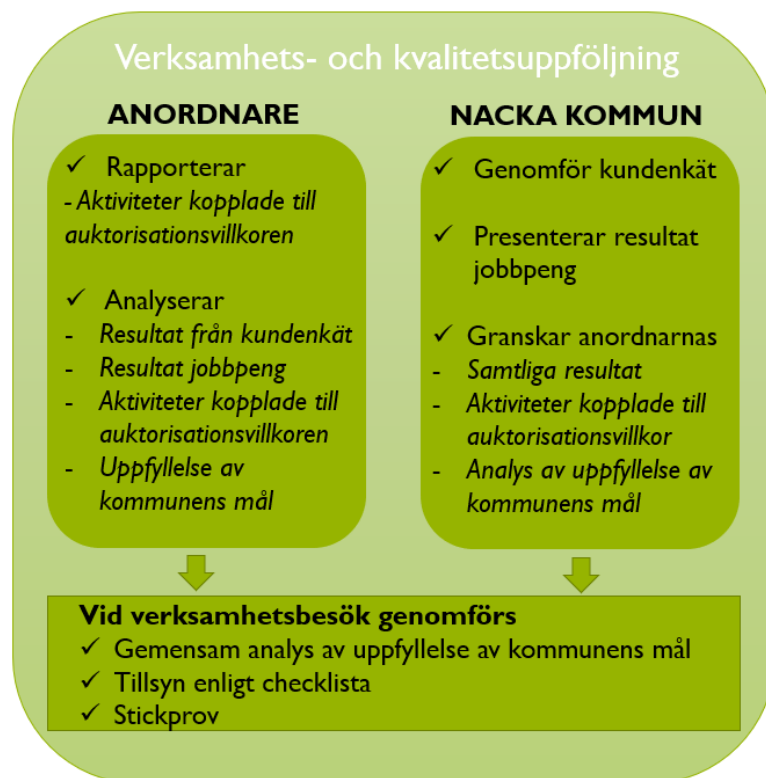 Verksamhets- och kvalitetsuppföljning
ANORDNARE
✓ Rapporterar
- Aktiviteter kopplade till
auktorisationsvillkoren
✓ Analyserar
- Resultat från kundenkät
- Resultat jobbpeng
- Aktiviteter kopplade till
auktorisationsvillkoren
- Uppfyllelse av
kommunens mål
NACKA KOMMUN
✓ Genomför kundenkät
✓ Presenterar resultat
jobbpeng
✓ Granskar anordnarnas
- Samtliga resultat
- Aktiviteter kopplade till
auktorisationsvillkor
- Analys av uppfyllelse av
kommunens mål
Vid verksamhetsbesök genomförs
✓ Gemensam analys av uppfyllelse av kommunens mål
✓ Tillsyn enligt checklista
✓ Stickprov